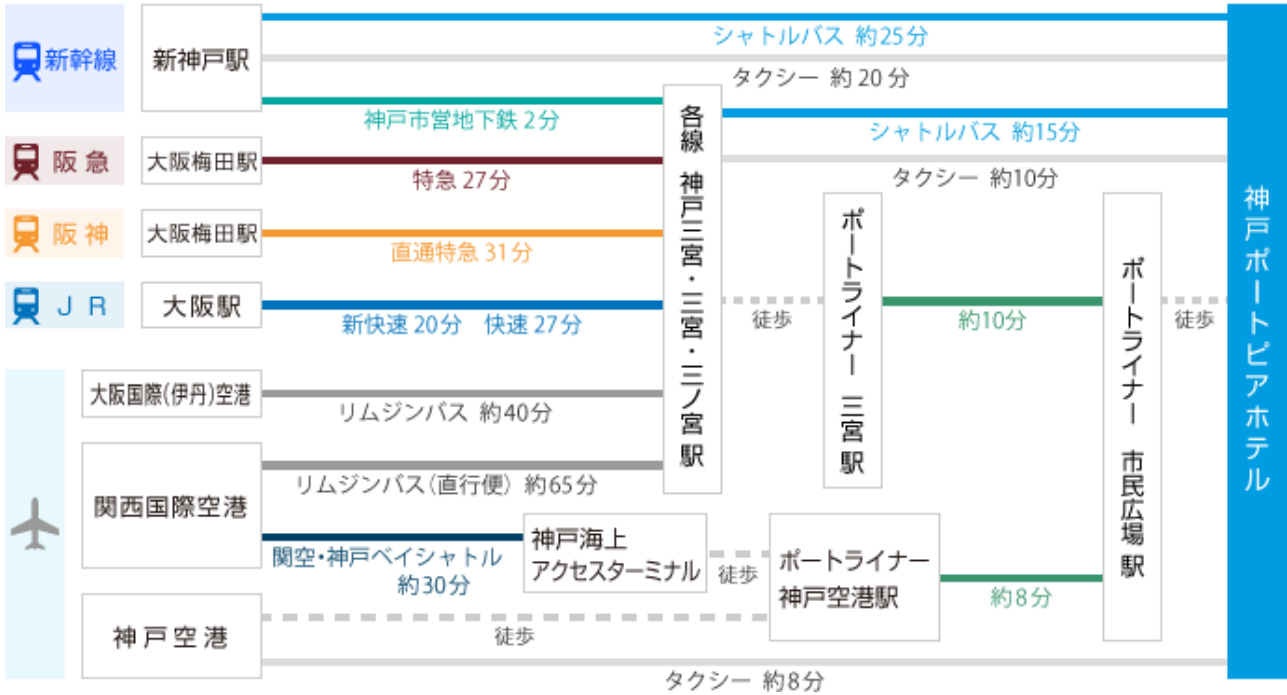 新幹線
新神戸駅
シャトルバス 約25分
タクシー 約20分
神戸市営地下鉄 2分
阪急
大阪梅田駅
特急 27分
阪神
大阪梅田駅
直通特急 31分
JR
大阪駅
新快速 20分 快速 27分
各線 神戸三宮・三宮・三ノ宮駅
シャトルバス 約15分
タクシー 約10分
徒歩
ポートライナー 三宮駅
約10分
ポートライナー 市民広場駅
徒歩
神戸ポートピアホテル
大阪国際(伊丹)空港
リムジンバス 約40分
関西国際空港
リムジンバス(直行便) 約65分
関空・神戸ベイシャトル
約30分
神戸海上
アクセスターミナル
徒歩
ポートライナー
神戸空港駅
約8分
神戸空港
徒歩
タクシー 約8分